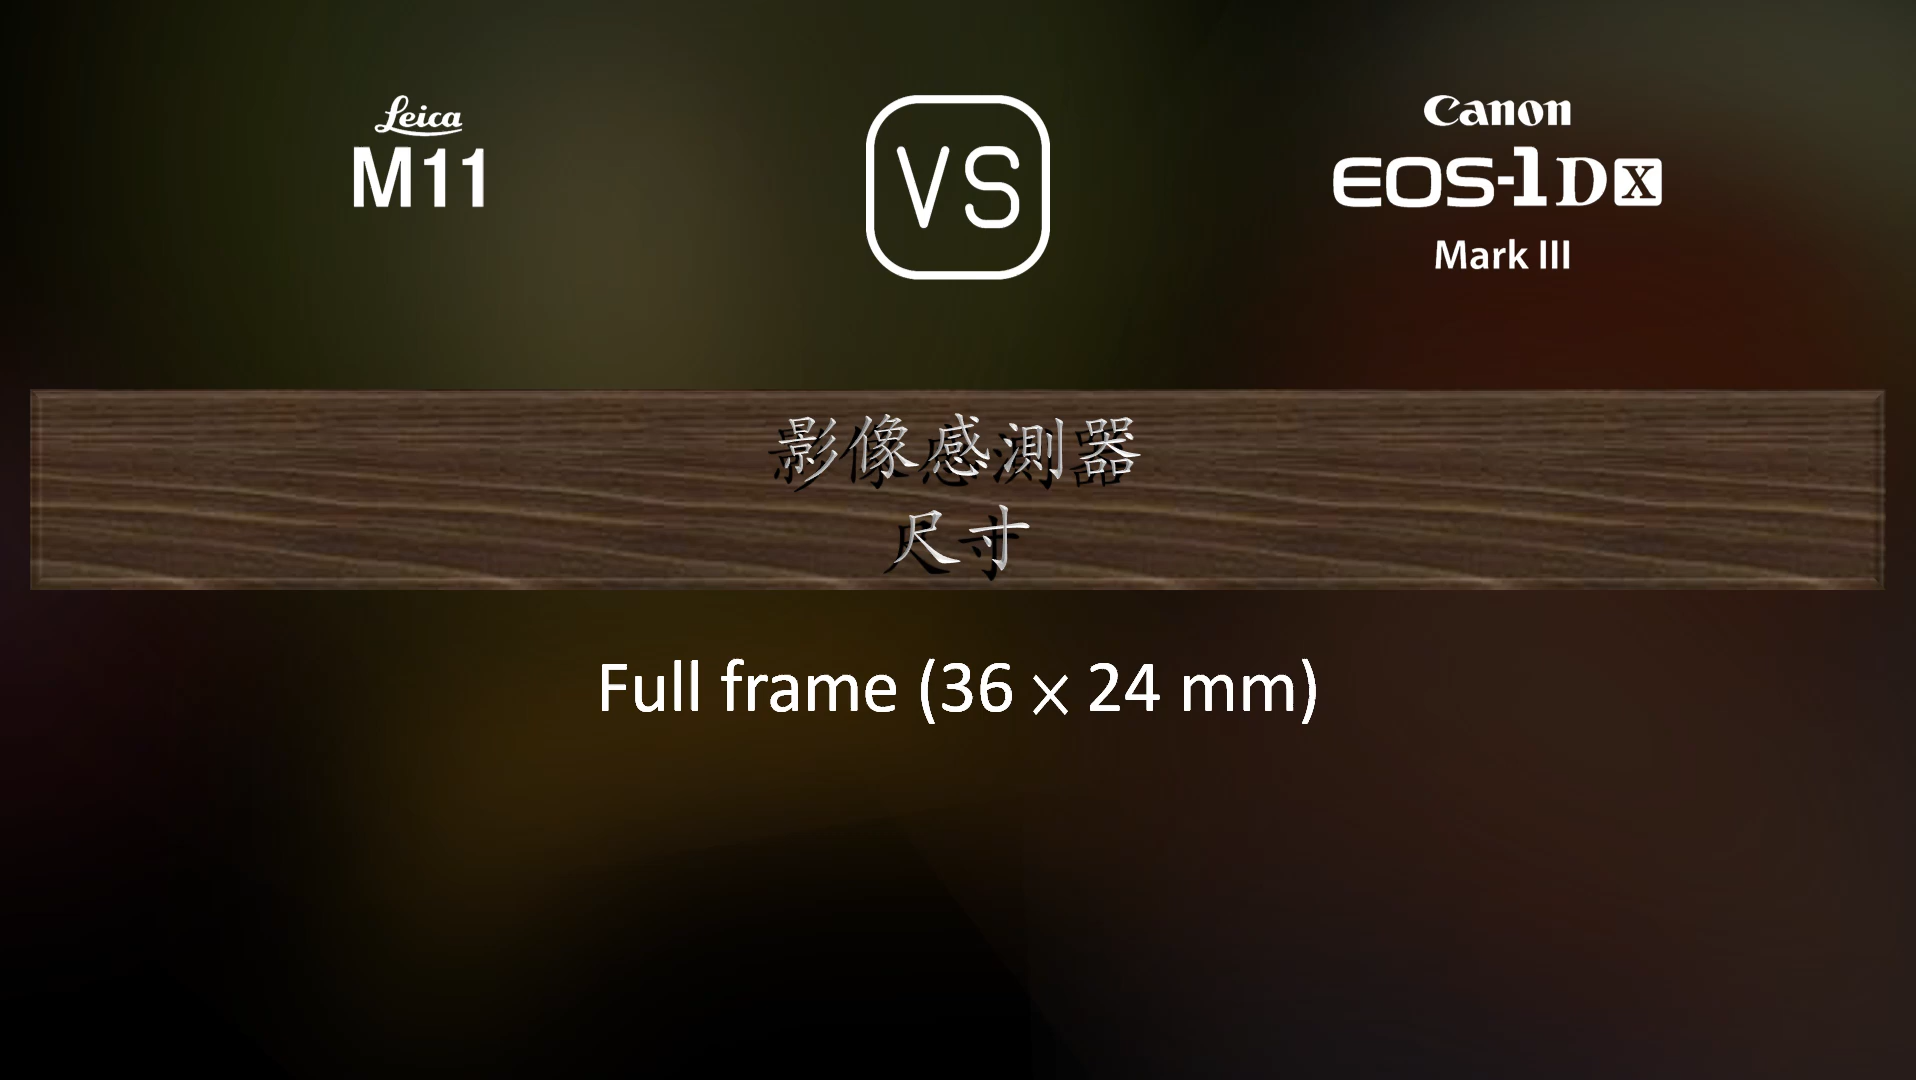 Leica
M11
VS
Canon
EOS-1DX
Mark III
影像感測器
尺寸
Full frame (36 x 24 mm)